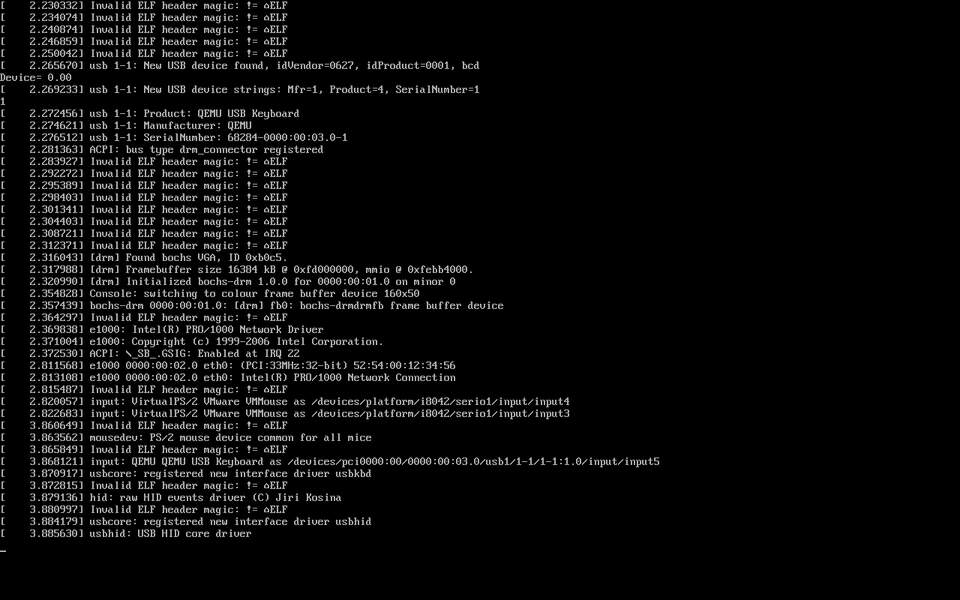 [    2.230332] Invalid ELF header magic: != ⌂ELF
[    2.234074] Invalid ELF header magic: != ⌂ELF
[    2.240874] Invalid ELF header magic: != ⌂ELF
[    2.246859] Invalid ELF header magic: != ⌂ELF
[    2.250042] Invalid ELF header magic: != ⌂ELF
[    2.265670] usb 1-1: New USB device found, idVendor=0627, idProduct=0001, bcd
Device= 0.00
[    2.269233] usb 1-1: New USB device strings: Mfr=1, Product=4, SerialNumber=1
1
[    2.272456] usb 1-1: Product: QEMU USB Keyboard
[    2.274621] usb 1-1: Manufacturer: QEMU
[    2.276512] usb 1-1: SerialNumber: 68284-0000:00:03.0-1
[    2.281363] ACPI: bus type drm_connector registered
[    2.283927] Invalid ELF header magic: != ⌂ELF
[    2.292272] Invalid ELF header magic: != ⌂ELF
[    2.295389] Invalid ELF header magic: != ⌂ELF
[    2.298403] Invalid ELF header magic: != ⌂ELF
[    2.301341] Invalid ELF header magic: != ⌂ELF
[    2.304403] Invalid ELF header magic: != ⌂ELF
[    2.308721] Invalid ELF header magic: != ⌂ELF
[    2.312371] Invalid ELF header magic: != ⌂ELF
[    2.316043] [drm] Found bochs VGA, ID 0xb0c5.
[    2.317988] [drm] Framebuffer size 16384 kB @ 0xfd000000, mmio @ 0xfebb4000.
[    2.320990] [drm] Initialized bochs-drm 1.0.0 for 0000:00:01.0 on minor 0
[    2.354828] Console: switching to colour frame buffer device 160x50
[    2.357439] bochs-drm 0000:00:01.0: [drm] fb0: bochs-drmdrmfb frame buffer device
[    2.364297] Invalid ELF header magic: != ⌂ELF
[    2.369838] e1000: Intel(R) PRO/1000 Network Driver
[    2.371004] e1000: Copyright (c) 1999-2006 Intel Corporation.
[    2.372530] ACPI: \_SB_.GSIG: Enabled at IRQ 22
[    2.811568] e1000 0000:00:02.0 eth0: (PCI:33MHz:32-bit) 52:54:00:12:34:56
[    2.813108] e1000 0000:00:02.0 eth0: Intel(R) PRO/1000 Network Connection
[    2.815487] Invalid ELF header magic: != ⌂ELF
[    2.820057] input: VirtualPS/2 VMware VMMouse as /devices/platform/i8042/serio1/input/input4
[    2.822683] input: VirtualPS/2 VMware VMMouse as /devices/platform/i8042/serio1/input/input3
[    3.860649] Invalid ELF header magic: != ⌂ELF
[    3.863562] mousedev: PS/2 mouse device common for all mice
[    3.865849] Invalid ELF header magic: != ⌂ELF
[    3.868121] input: QEMU QEMU USB Keyboard as /devices/pci0000:00/0000:00:03.0/usb1/1-1/1-1:1.0/input/input5
[    3.870917] usbcore: registered new interface driver usbkbd
[    3.872815] Invalid ELF header magic: != ⌂ELF
[    3.879136] hid: raw HID events driver (C) Jiri Kosina
[    3.880997] Invalid ELF header magic: != ⌂ELF
[    3.884179] usbcore: registered new interface driver usbhid
[    3.885630] usbhid: USB HID core driver